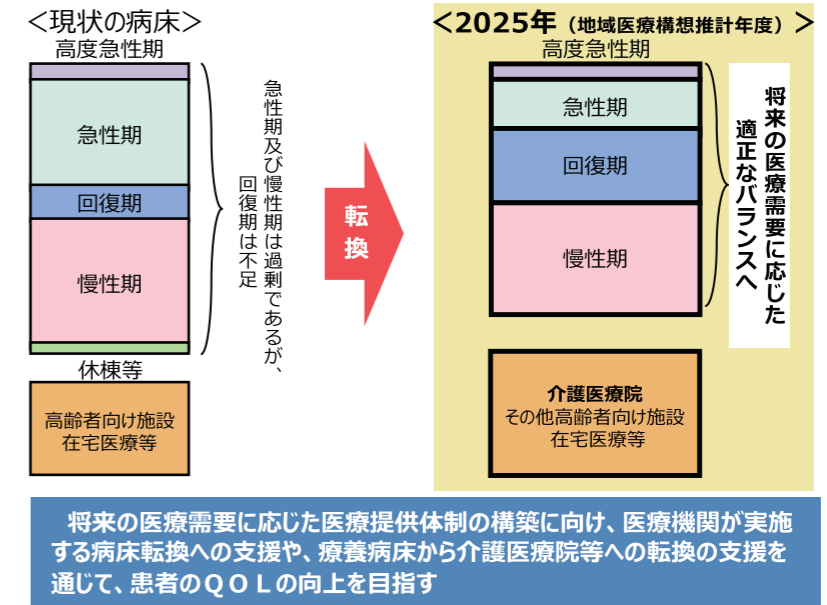 ＜現状の病床＞
高度急性期
急性期
回復期
慢性期
休棟等
高齢者向け施設
在宅医療等
急性期及び慢性期は過剰であるが、
回復期は不足
転換
＜2025年（地域医療構想推計年度）＞
高度急性期
急性期
回復期
慢性期
将来の医療需要に応じた
適正なバランスへ
介護医療院
その他高齢者向け施設
在宅医療等
将来の医療需要に応じた医療提供体制の構築に向け、医療機関が実施
する病床転換への支援や、療養病床から介護医療院等への転換の支援を
通じて、患者のＱＯＬの向上を目指す